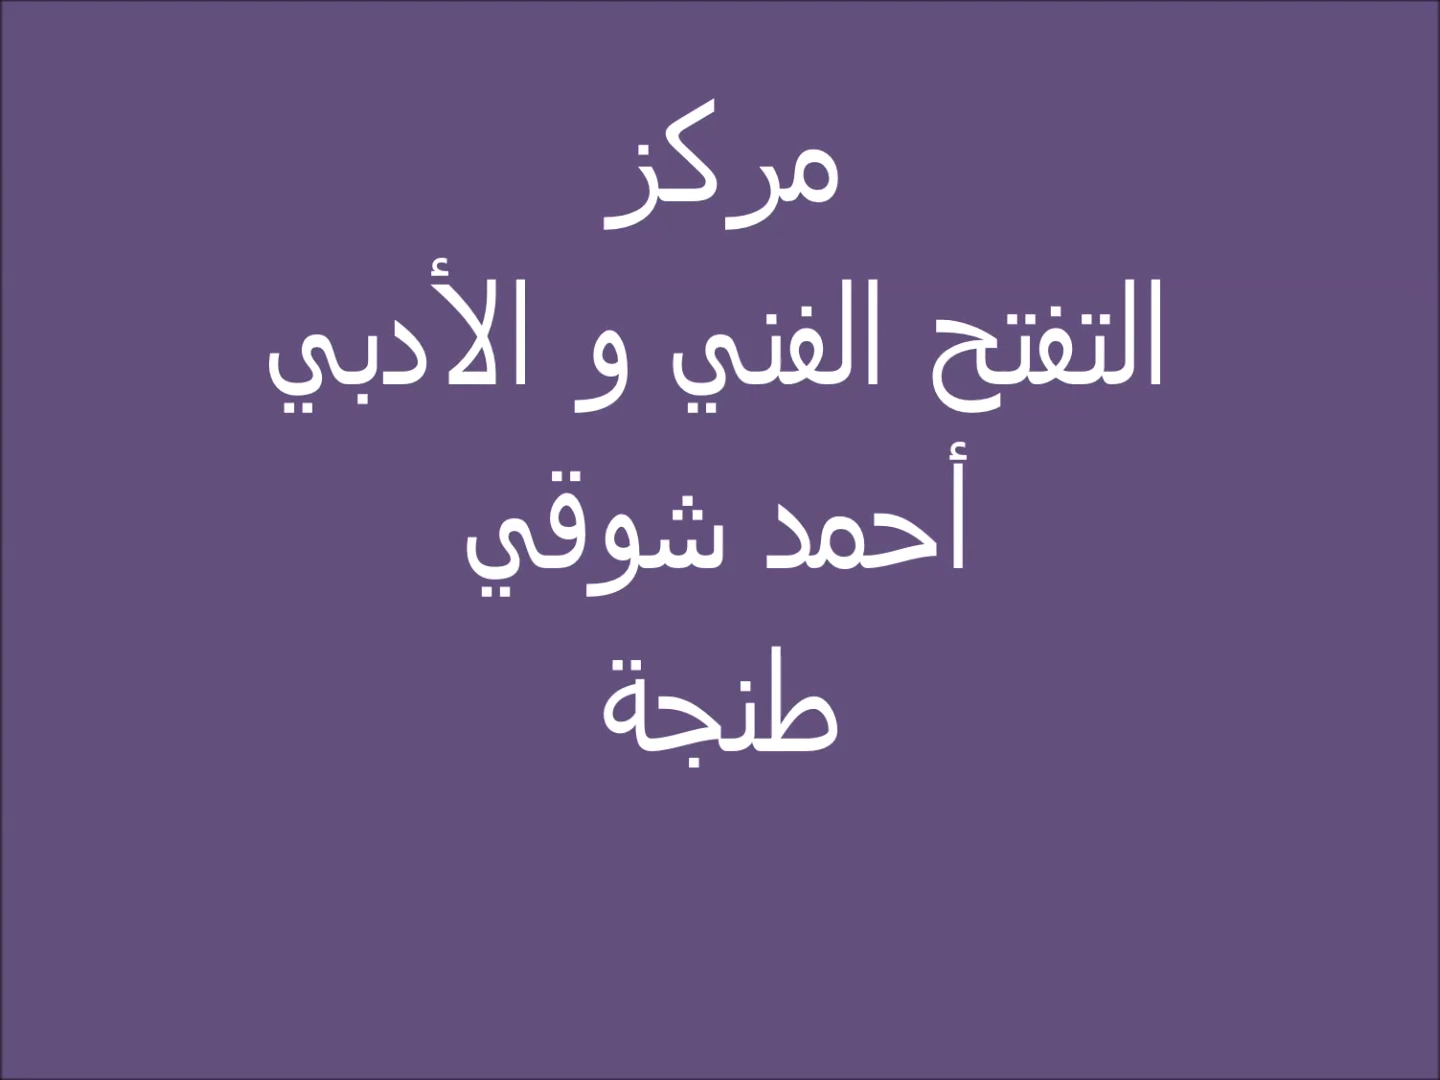 مركز
التفتح الفني و الأدبي
أحمد شوقي
طنجة